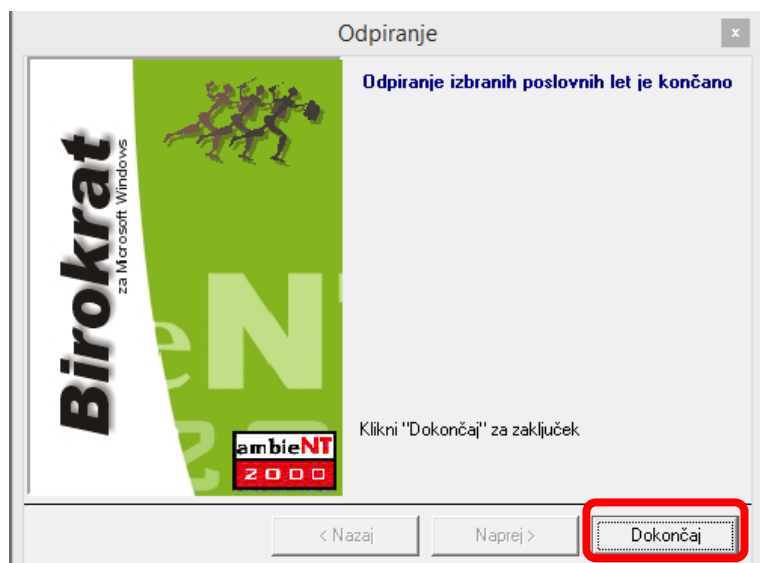 Odpiranje
x
Odpiranje izbranih poslovnih let je končano
Birokrat
za Microsoft Windows
eNT
ambieNT
2000
Klikni "Dokončaj" za zaključek
< Nazaj
Naprej >
Dokončaj